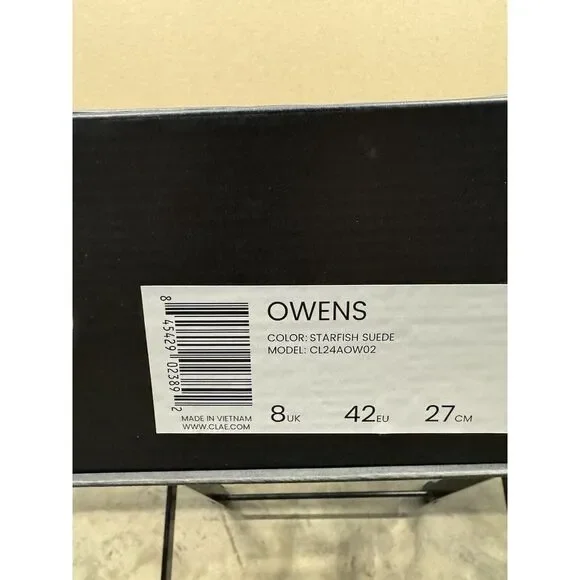 OWENS
COLOR: STARFISH SUEDE
MODEL: CL24AOW02
8 45429 02389 2
MADE IN VIETNAM
WWW.CLAE.COM
8UK 42EU 27CM